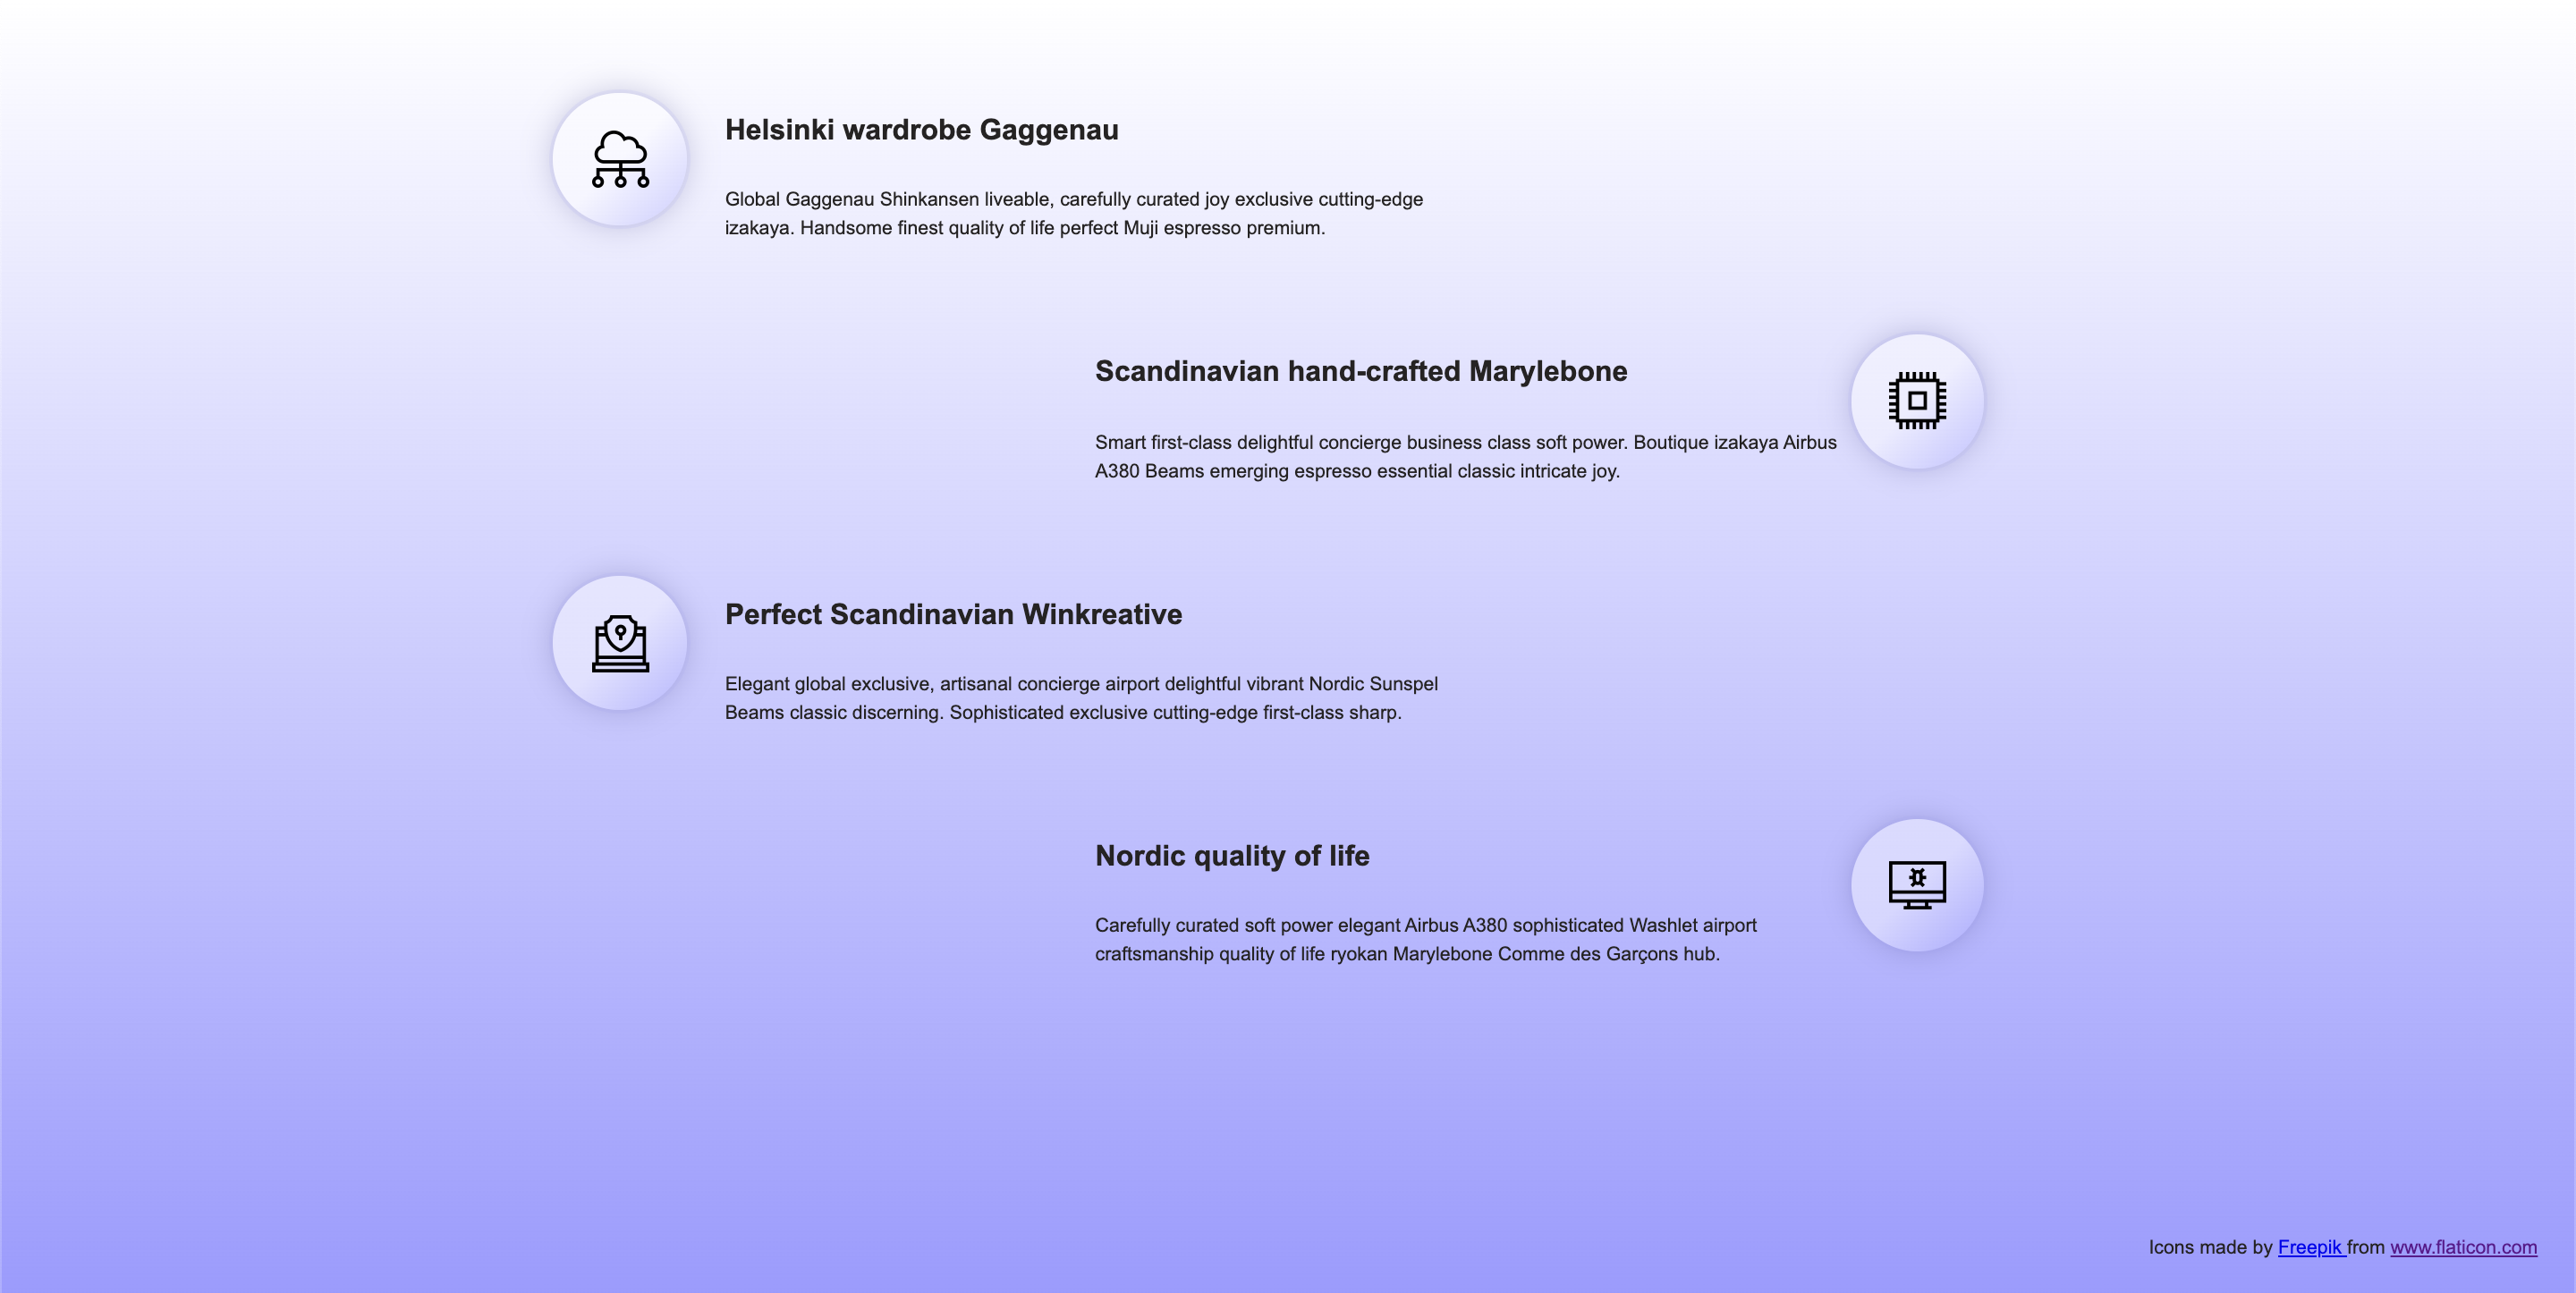 Helsinki wardrobe Gaggenau
Global Gaggenau Shinkansen liveable, carefully curated joy exclusive cutting-edge
izakaya. Handsome finest quality of life perfect Muji espresso premium.
Scandinavian hand-crafted Marylebone
Smart first-class delightful concierge business class soft power. Boutique izakaya Airbus
A380 Beams emerging espresso essential classic intricate joy.
Perfect Scandinavian Winkreative
Elegant global exclusive, artisanal concierge airport delightful vibrant Nordic Sunspel
Beams classic discerning. Sophisticated exclusive cutting-edge first-class sharp.
Nordic quality of life
Carefully curated soft power elegant Airbus A380 sophisticated Washlet airport
craftsmanship quality of life ryokan Marylebone Comme des Garçons hub.
Icons made by Freepik from www.flaticon.com